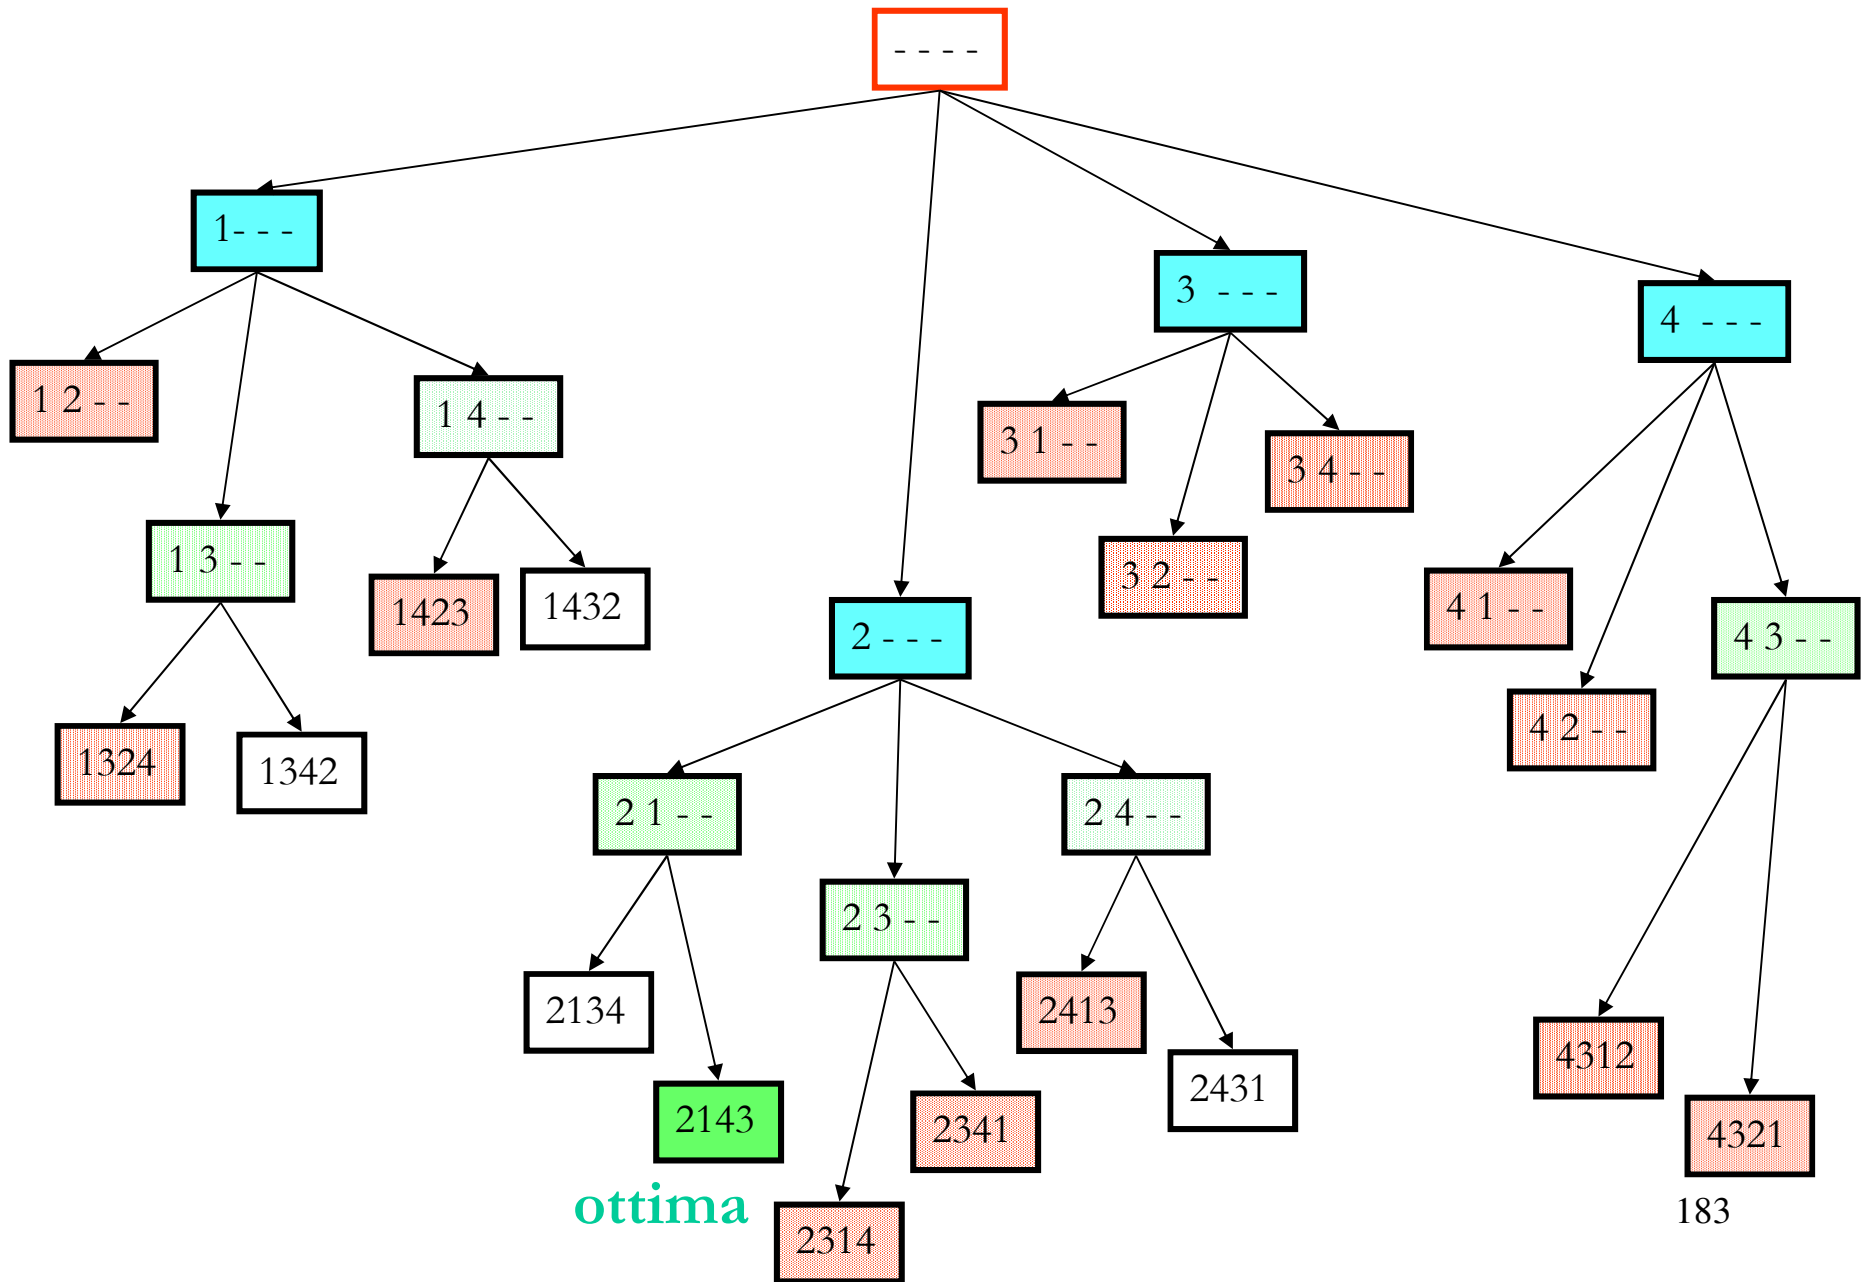 - - - -
1- - -
3 - - -
4 - - -
1 2 - -
1 4 - -
3 1 - -
3 4 - -
1 3 - -
3 2 - -
1423
1432
4 1 - -
2 - - -
4 3 - -
4 2 - -
1324
1342
2 1 - -
2 4 - -
2 3 - -
2134
2413
4312
2431
2143
2341
4321
ottima
183
2314